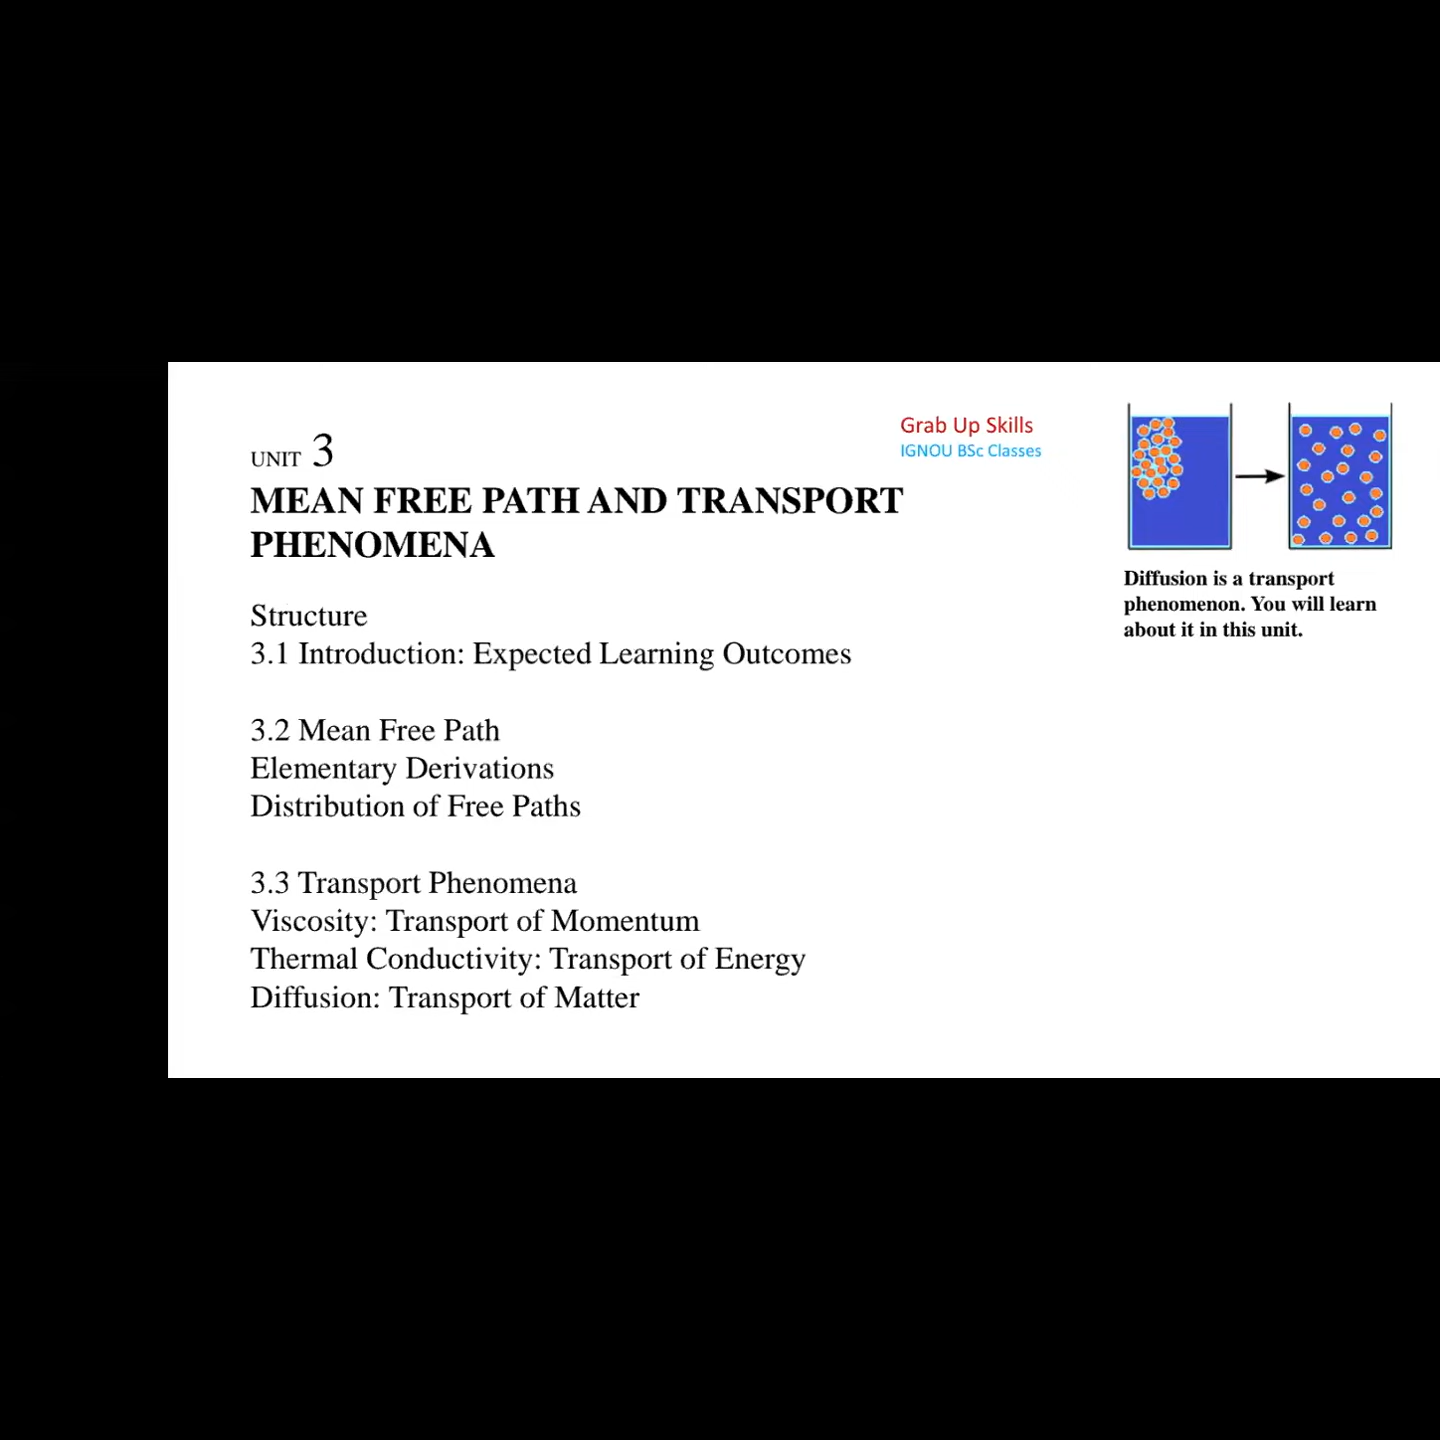 UNIT 3
MEAN FREE PATH AND TRANSPORT
PHENOMENA
Grab Up Skills
IGNOU BSc Classes
Diffusion is a transport
phenomenon. You will learn
about it in this unit.
Structure
3.1 Introduction: Expected Learning Outcomes
3.2 Mean Free Path
Elementary Derivations
Distribution of Free Paths
3.3 Transport Phenomena
Viscosity: Transport of Momentum
Thermal Conductivity: Transport of Energy
Diffusion: Transport of Matter